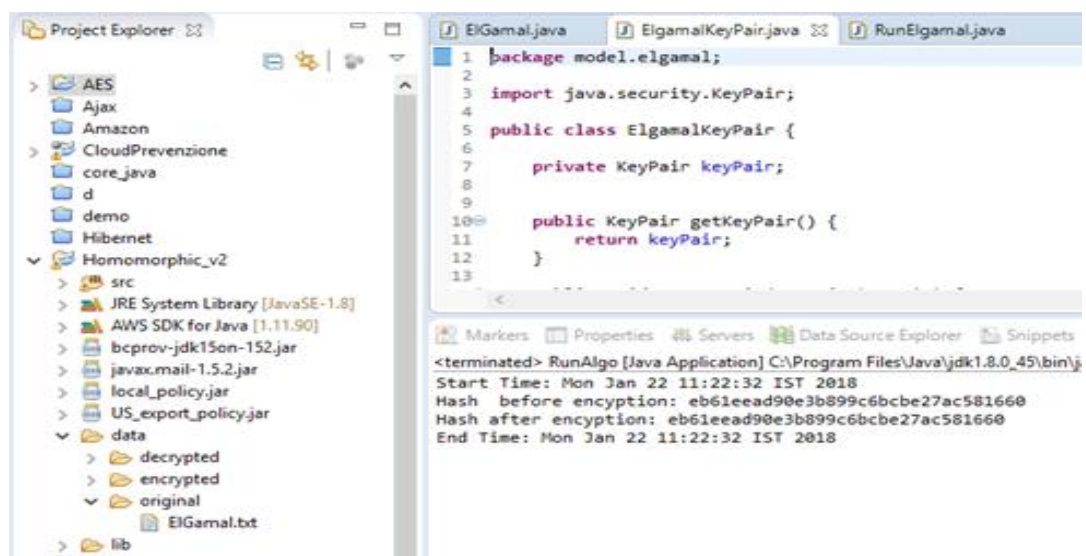 Project Explorer
AES
Ajax
Amazon
CloudPrevenzione
core_java
d
demo
Hibernet
Homomorphic_v2
src
JRE System Library [JavaSE-1.8]
AWS SDK for Java [1.11.90]
bcprov-jdk15on-152.jar
javax.mail-1.5.2.jar
local_policy.jar
US_export_policy.jar
data
decrypted
encrypted
original
ElGamal.txt
lib
ElGamal.java ElgamalKeyPair.java RunElgamal.java
1 package model.elgamal;
2
3 import java.security.KeyPair;
4
5 public class ElgamalKeyPair {
6
7 private KeyPair keyPair;
8
9
10 public KeyPair getKeyPair() {
11 return keyPair;
12 }
13
Markers Properties Servers Data Source Explorer Snippets
<terminated> RunAlgo [Java Application] C:\Program Files\Java\jdk1.8.0_45\bin\j
Start Time: Mon Jan 22 11:22:32 IST 2018
Hash before encyption: eb61eead90e3b899c6bcbe27ac581660
Hash after encyption: eb61eead90e3b899c6bcbe27ac581660
End Time: Mon Jan 22 11:22:32 IST 2018